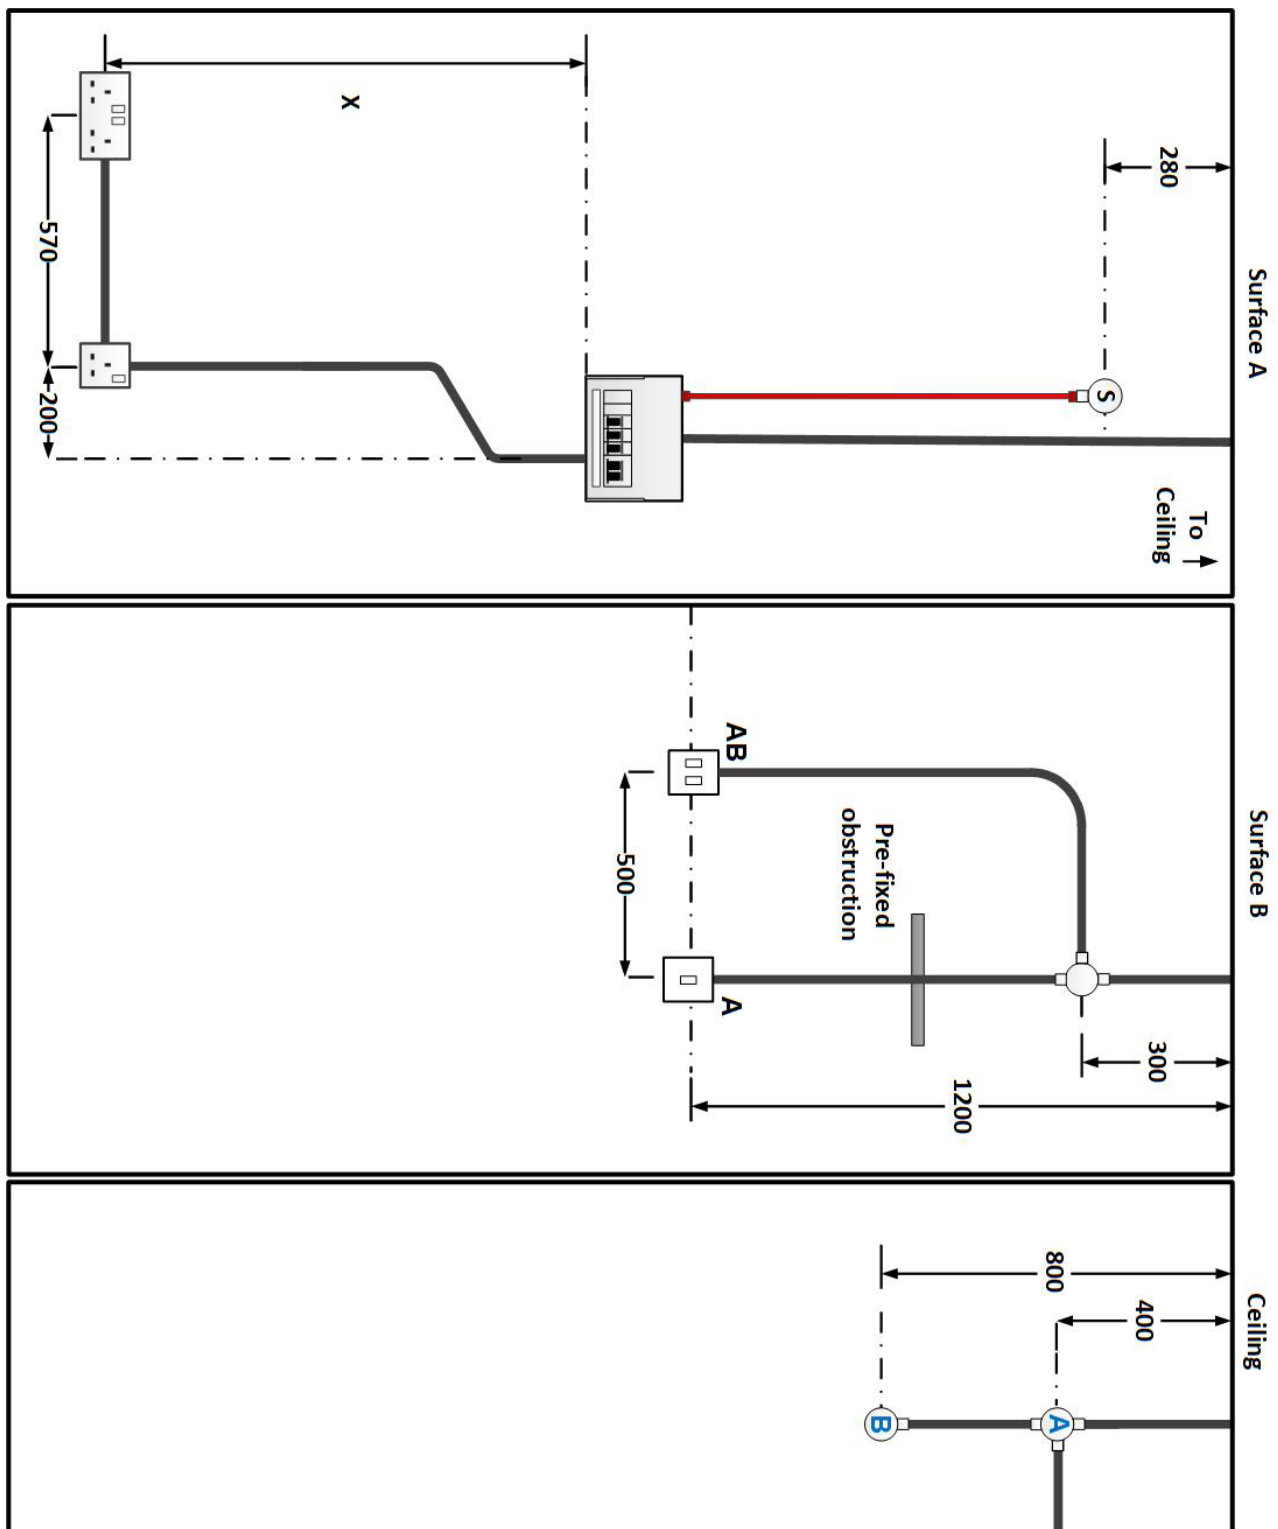 Surface A
280
S
To
Ceiling
X
570
200
Surface B
300
1200
AB
A
Pre-fixed
obstruction
500
Ceiling
800
400
A
B